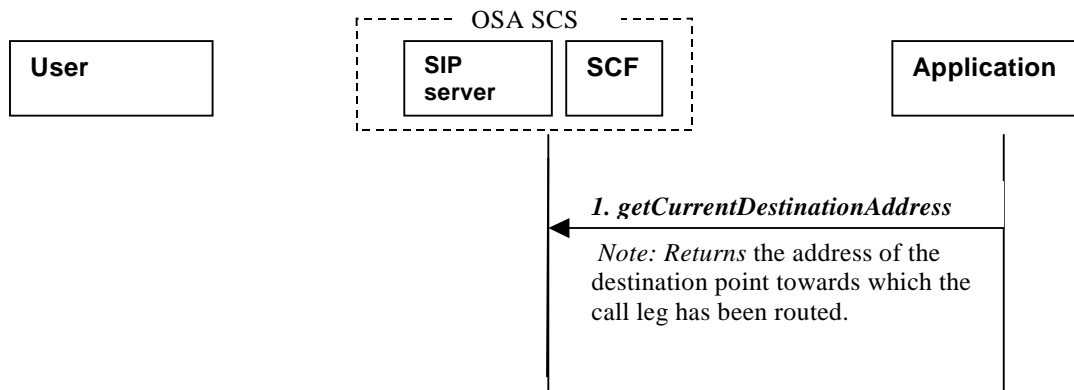 OSA SCS
User
SIP
server
SCF
Application
1. getCurrentDestinationAddress
Note: Returns the address of the
destination point towards which the
call leg has been routed.